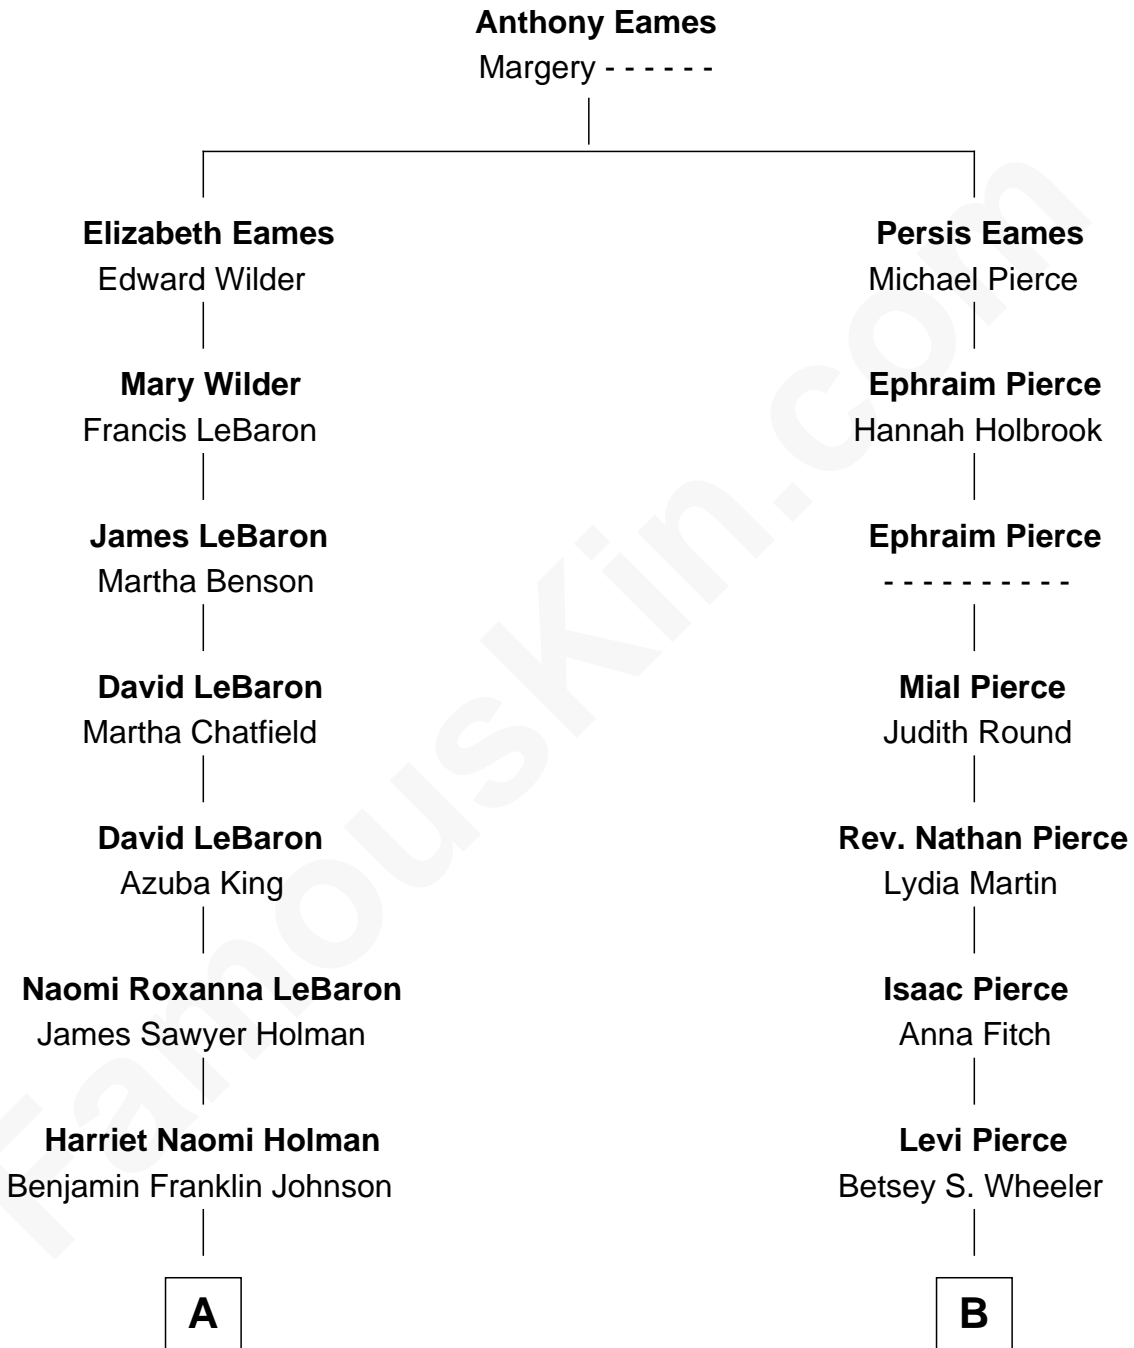 Anthony Eames
Margery - - - - - -
Elizabeth Eames
Edward Wilder
Persis Eames
Michael Pierce
Mary Wilder
Francis LeBaron
Ephraim Pierce
Hannah Holbrook
James LeBaron
Martha Benson
Ephraim Pierce
- - - - - - - - - -
David LeBaron
Martha Chatfield
Mial Pierce
Judith Round
David LeBaron
Azuba King
Rev. Nathan Pierce
Lydia Martin
Naomi Roxanna LeBaron
James Sawyer Holman
Isaac Pierce
Anna Fitch
Harriet Naomi Holman
Benjamin Franklin Johnson
Levi Pierce
Betsey S. Wheeler
A
B
FamousKin.com